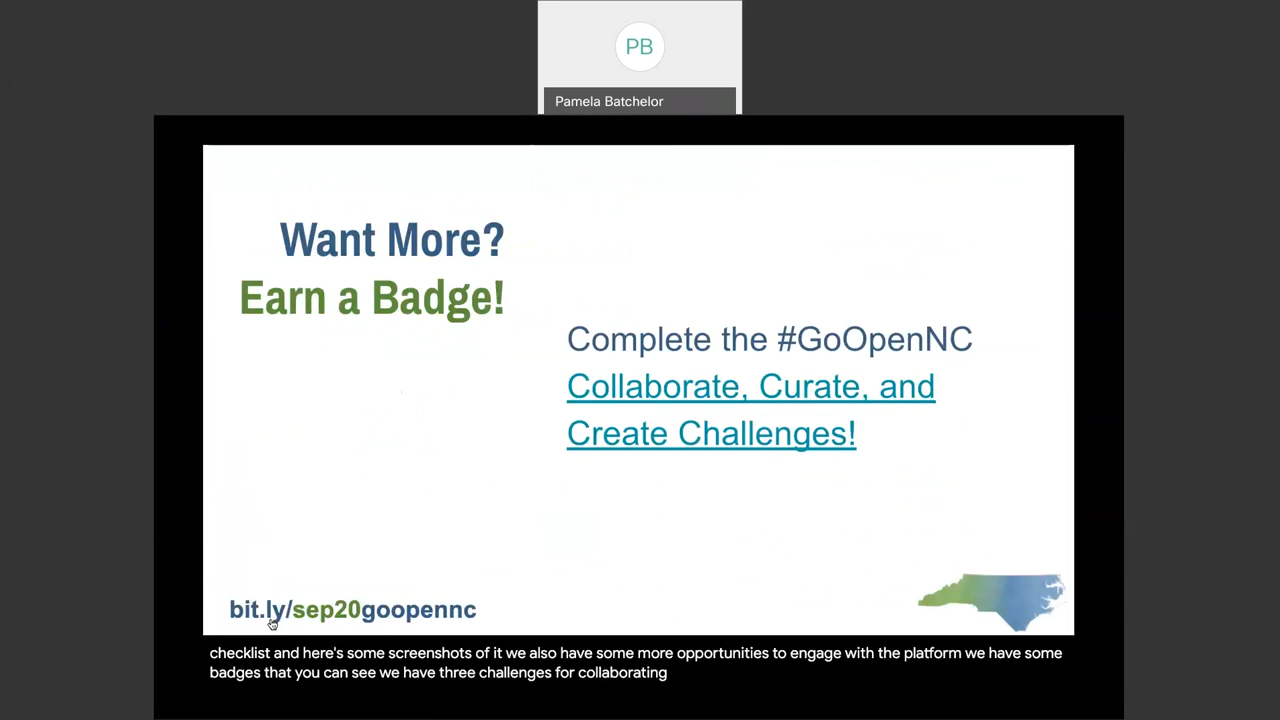 PB
Pamela Batchelor
Want More?
Earn a Badge!
Complete the #GoOpenNC
Collaborate, Curate, and
Create Challenges!
bit.ly/sep20goopennc
checklist and here's some screenshots of it we also have some more opportunities to engage with the platform we have some
badges that you can see we have three challenges for collaborating